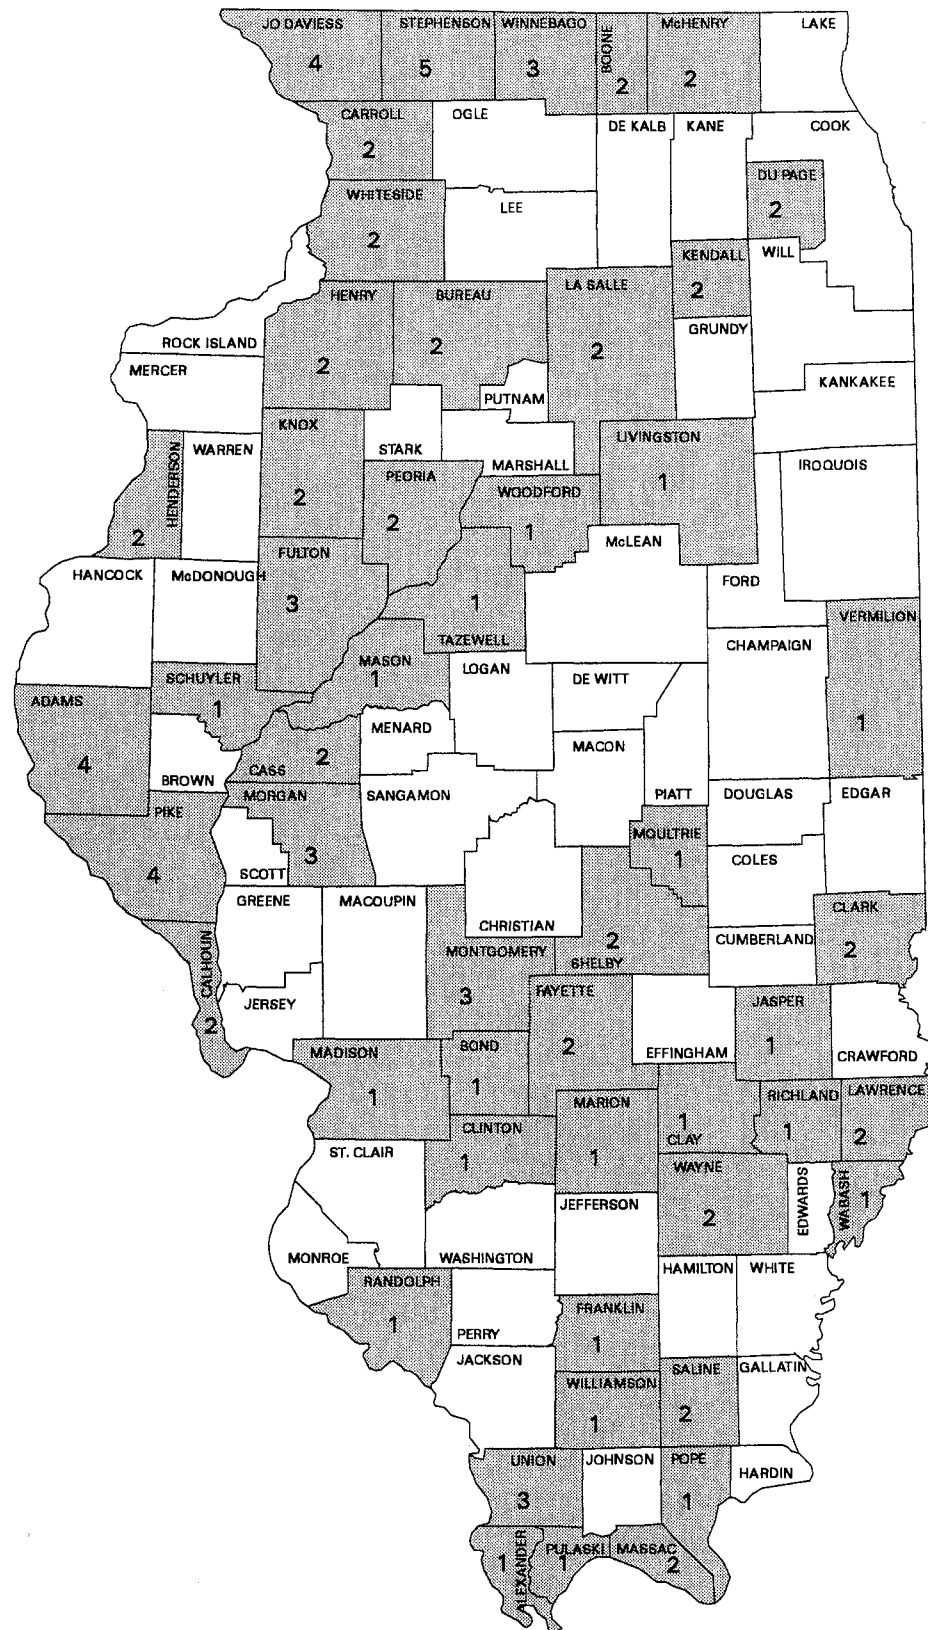 JO DAVIESS
4
STEPHENSON
5
WINNEBAGO
3
BOONE
2
McHENRY
2
LAKE
CARROLL
2
OGLE
DE KALB
KANE
COOK
DU PAGE
2
WHITESIDE
2
LEE
KENDALL
2
WILL
HENRY
2
BUREAU
2
LA SALLE
2
GRUNDY
ROCK ISLAND
MERCER
PUTNAM
KANKAKEE
KNOX
2
STARK
MARSHALL
LIVINGSTON
1
IROQUOIS
HENDERSON
2
WARREN
PEORIA
2
WOODFORD
1
McLEAN
FORD
HANCOCK
McDONOUGH
FULTON
3
1
TAZEWELL
VERMILION
1
CHAMPAIGN
SCHUYLER
1
MASON
1
LOGAN
DE WITT
ADAMS
4
BROWN
CASS
2
MENARD
MACON
PIATT
DOUGLAS
EDGAR
PIKE
4
MORGAN
3
SANGAMON
SCOTT
MOULTRIE
1
COLES
GREENE
MACOUPIN
CHRISTIAN
2
SHELBY
CUMBERLAND
CLARK
2
CALHOUN
2
JERSEY
MONTGOMERY
3
FAYETTE
2
EFFINGHAM
JASPER
1
CRAWFORD
MADISON
1
BOND
1
MARION
1
1
CLAY
RICHLAND
1
LAWRENCE
2
ST. CLAIR
CLINTON
1
WAYNE
2
EDWARDS
WABASH
1
MONROE
WASHINGTON
JEFFERSON
HAMILTON
WHITE
RANDOLPH
1
PERRY
FRANKLIN
1
JACKSON
WILLIAMSON
1
SALINE
2
GALLATIN
UNION
3
JOHNSON
POPE
1
HARDIN
1
ALEXANDER
PULASKI
1
MASSAC
2